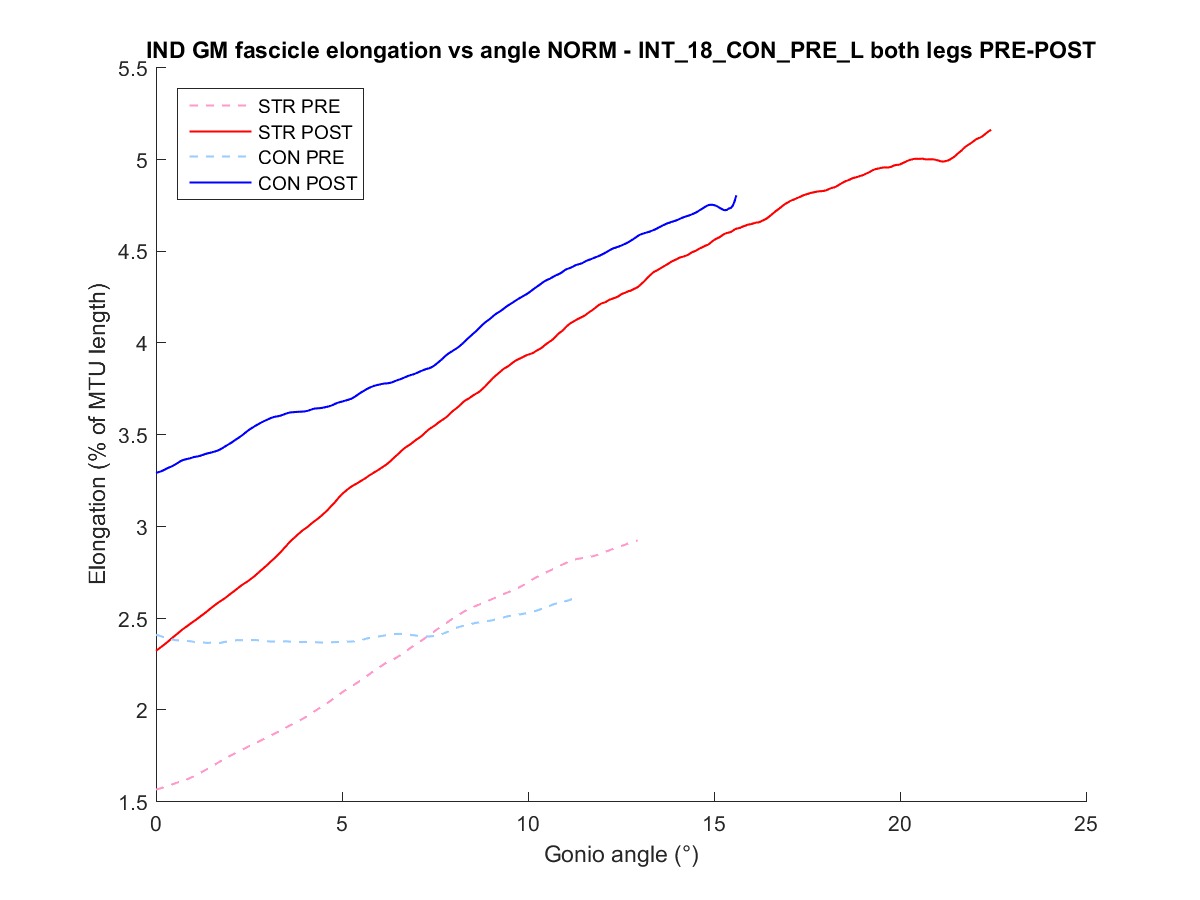 IND GM fascicle elongation vs angle NORM - INT_18_CON_PRE_L both legs PRE-POST
5.5
STR PRE
STR POST
CON PRE
CON POST
5
4.5
4
3.5
3
2.5
2
1.5
Elongation (% of MTU length)
0
5
10
15
20
25
Gonio angle (°)